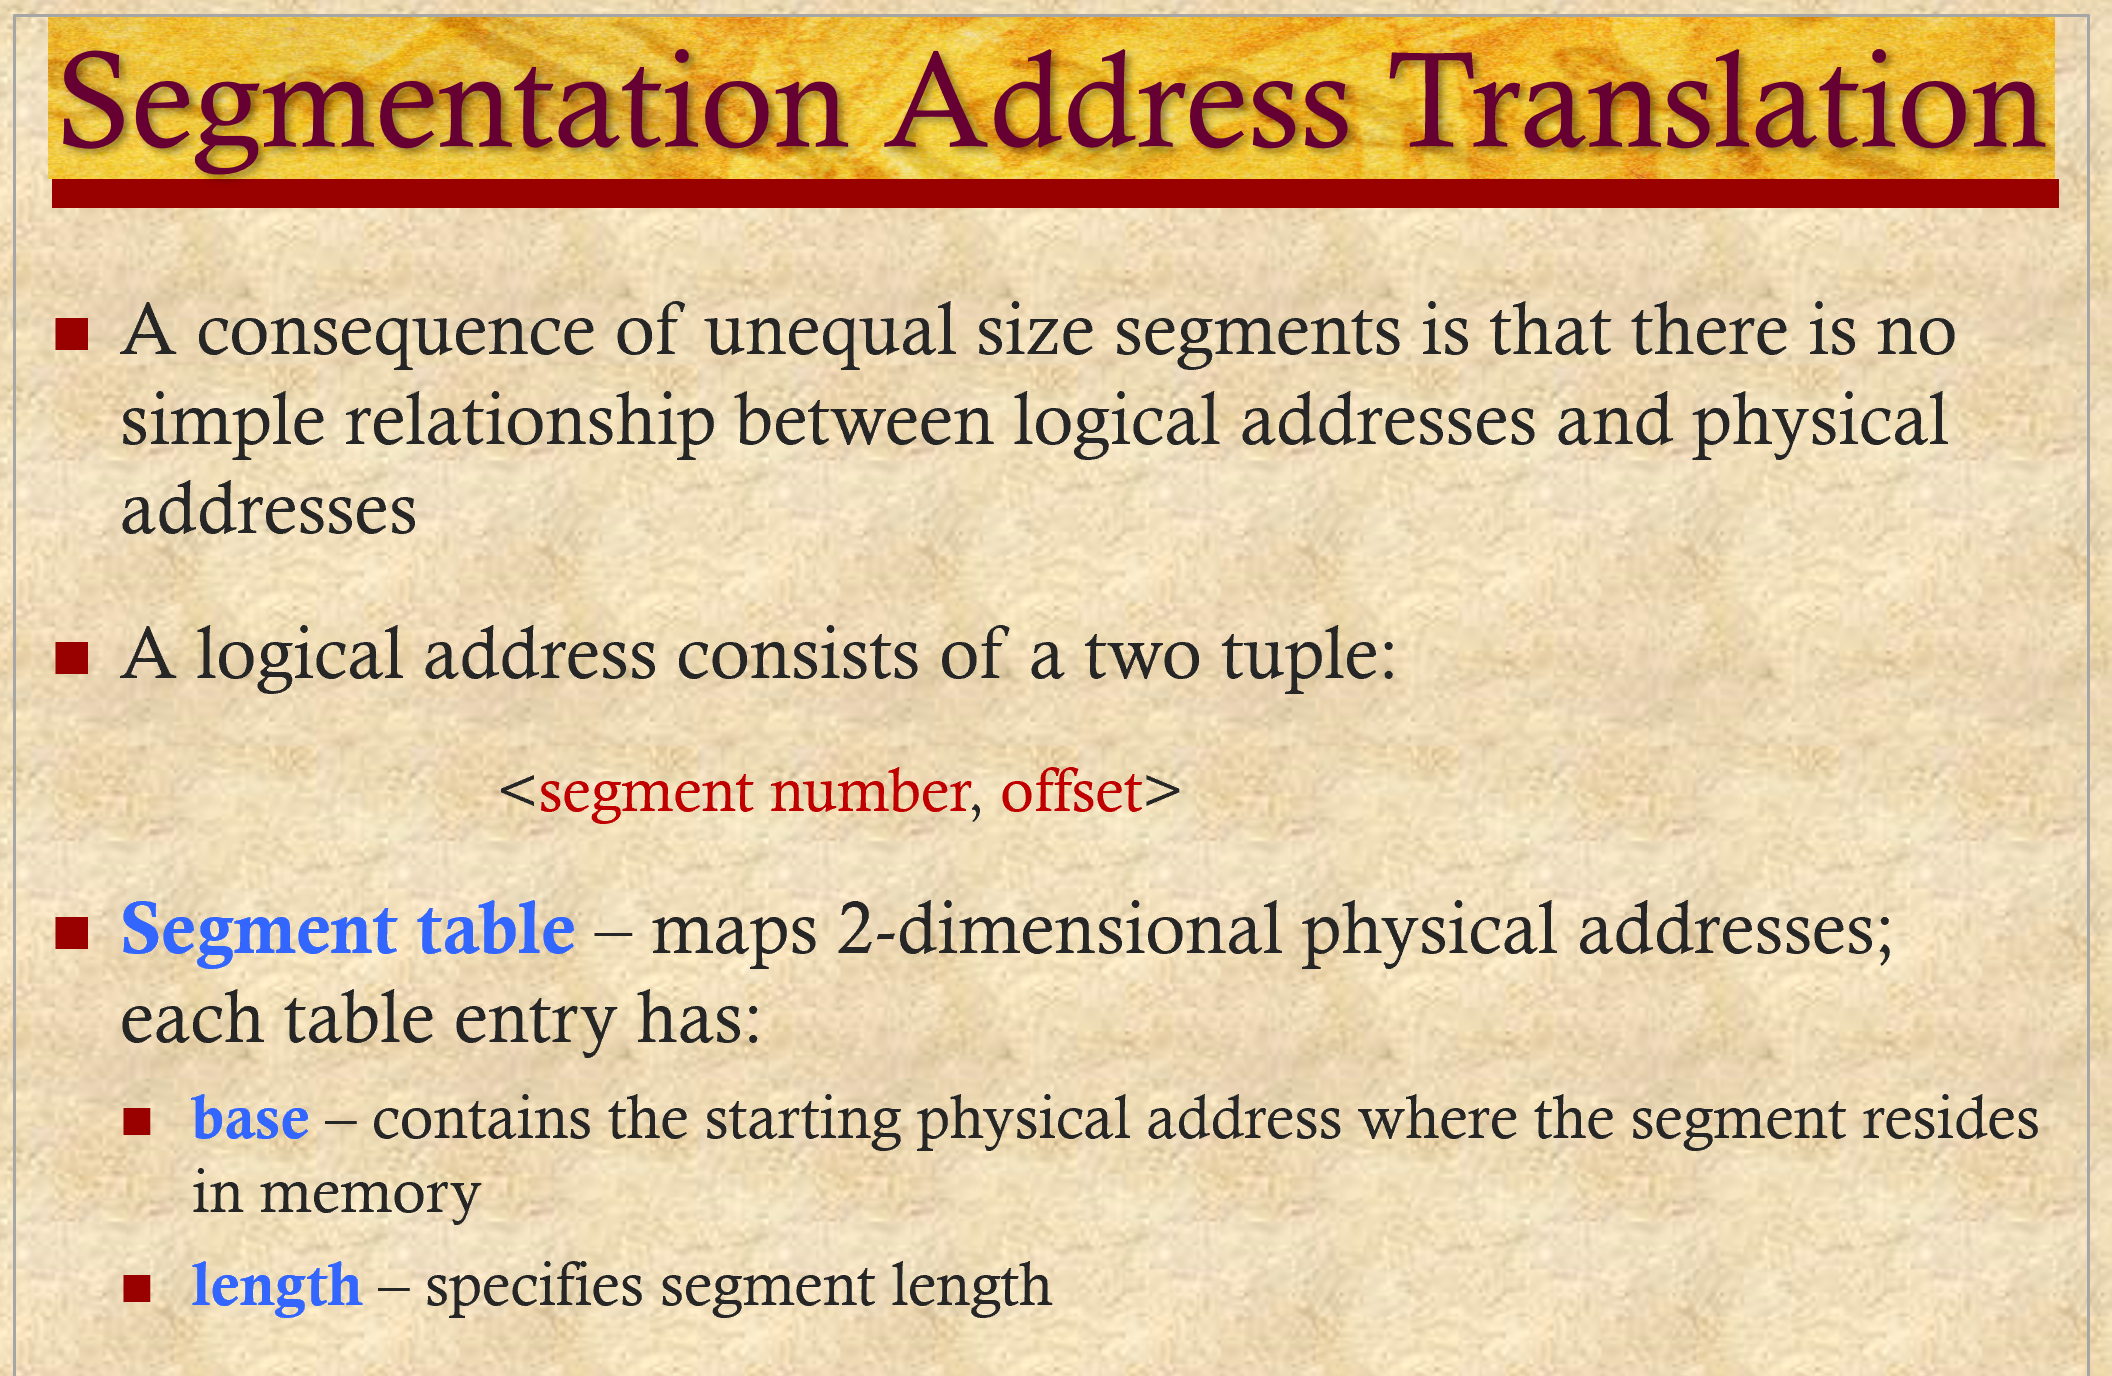 Segmentation Address Translation
A consequence of unequal size segments is that there is no
simple relationship between logical addresses and physical
addresses
A logical address consists of a two tuple:
<segment number, offset>
Segment table – maps 2-dimensional physical addresses;
each table entry has:
base – contains the starting physical address where the segment resides
in memory
length – specifies segment length